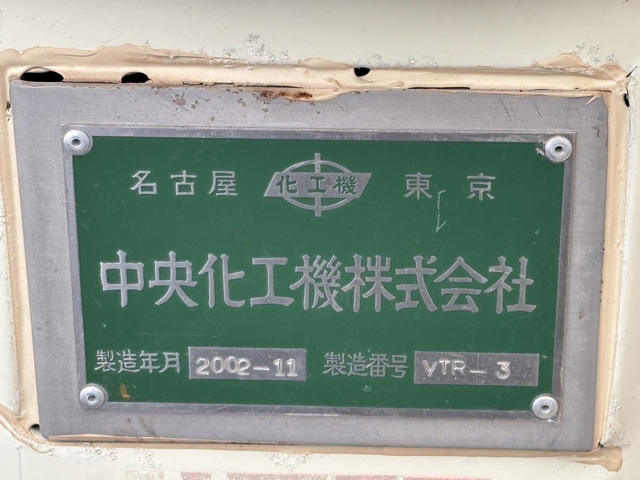 名古屋 化工機 東京
中央化工機株式会社
製造年月 2002-11 製造番号 VTR-3